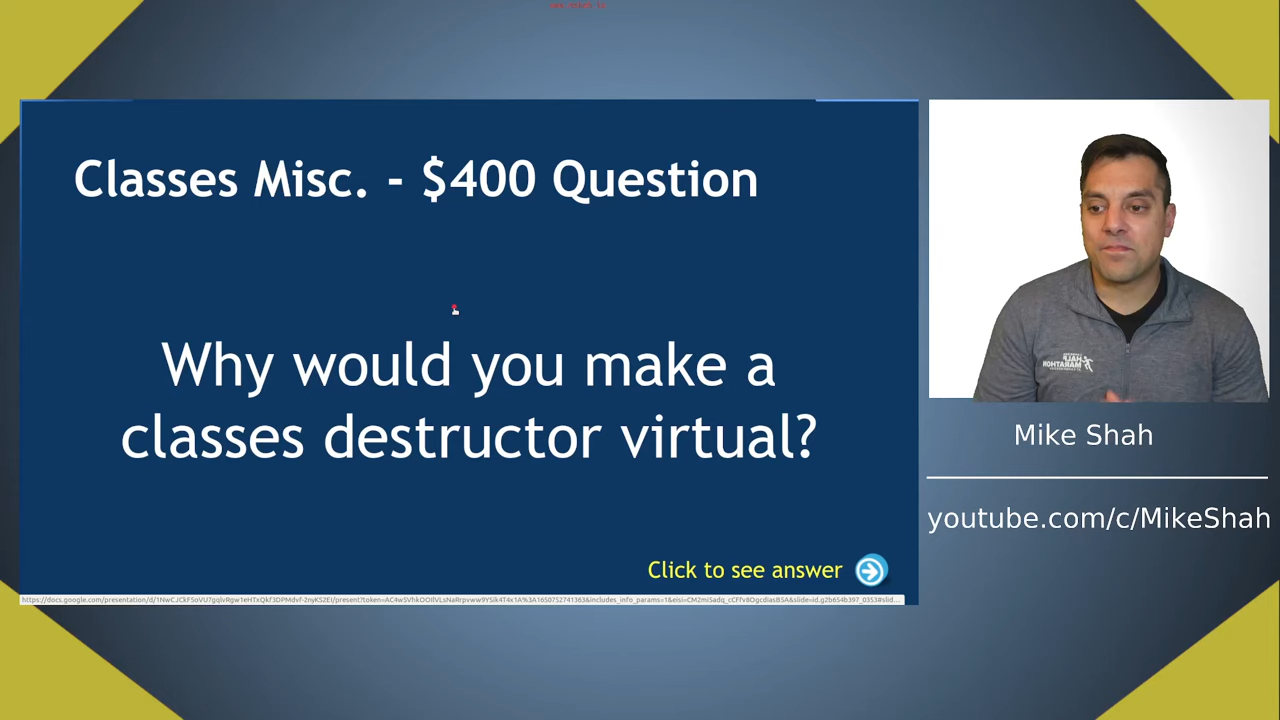 Classes Misc. - $400 Question
Why would you make a
classes destructor virtual?
Click to see answer
Mike Shah
youtube.com/c/MikeShah